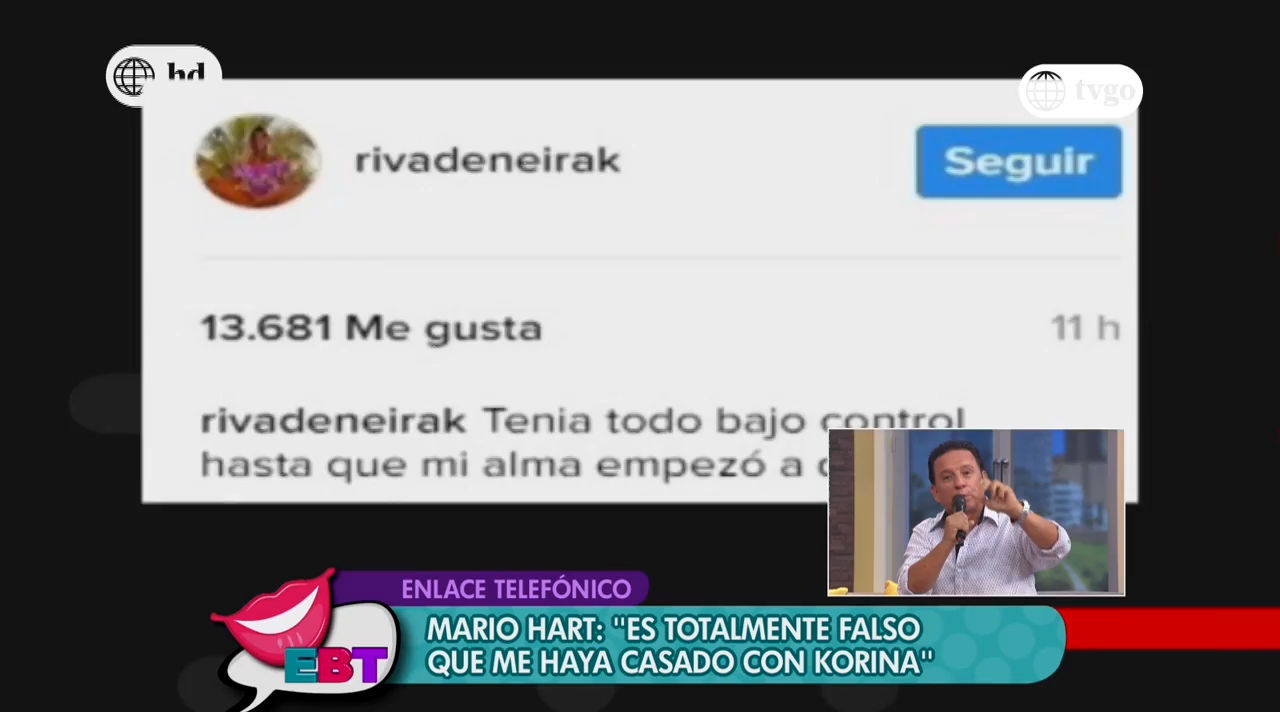 hd
tvgo
rivadeneirak
Seguir
13.681 Me gusta
11 h
rivadeneirak Tenia todo bajo control
hasta que mi alma empezó a
ENLACE TELEFÓNICO
MARIO HART: "ES TOTALMENTE FALSO
QUE ME HAYA CASADO CON KORINA"
EBT